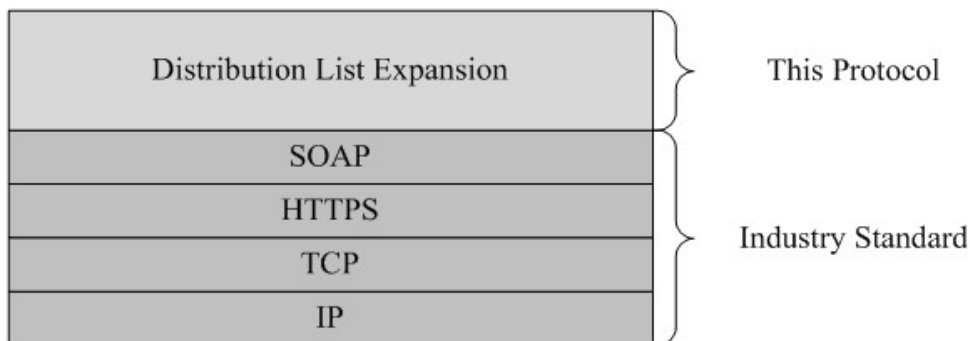 Distribution List Expansion
This Protocol
SOAP
HTTPS
TCP
IP
Industry Standard